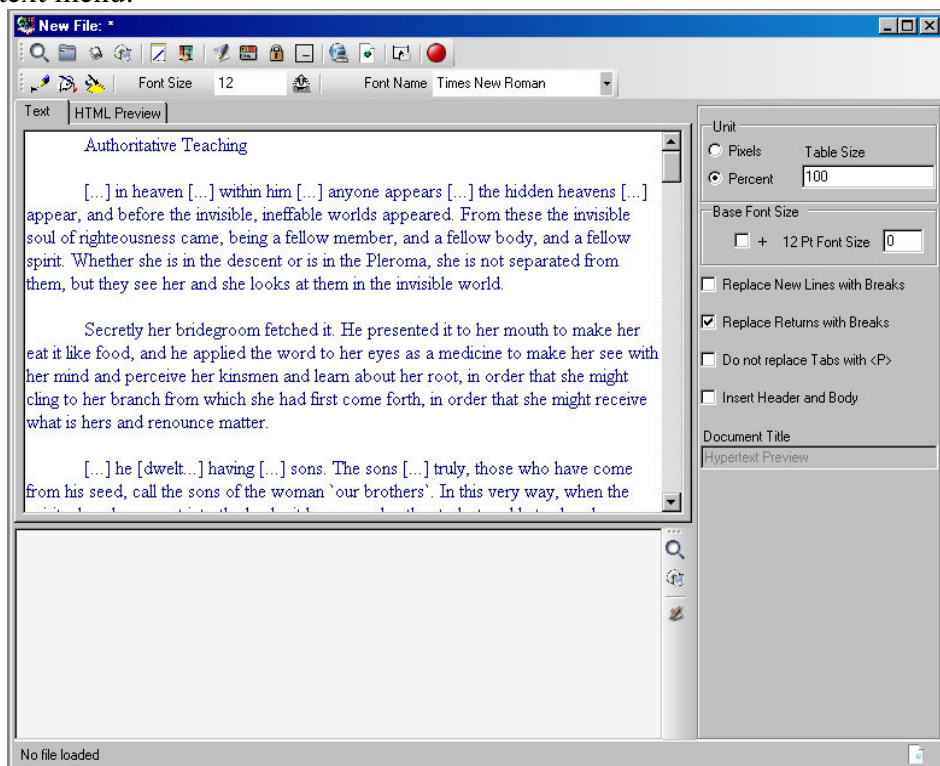 text menu.
New File: *
Font Size 12 Font Name Times New Roman
Text HTML Preview
Authoritative Teaching
[...] in heaven [...] within him [...] anyone appears [...] the hidden heavens [...]
appear, and before the invisible, ineffable worlds appeared. From these the invisible
soul of righteousness came, being a fellow member, and a fellow body, and a fellow
spirit. Whether she is in the descent or is in the Pleroma, she is not separated from
them, but they see her and she looks at them in the invisible world.
Secretly her bridegroom fetched it. He presented it to her mouth to make her
eat it like food, and he applied the word to her eyes as a medicine to make her see with
her mind and perceive her kinsmen and learn about her root, in order that she might
cling to her branch from which she had first come forth, in order that she might receive
what is hers and renounce matter.
[...] he [dwelt...] having [...] sons. The sons [...] truly, those who have come
from his seed, call the sons of the woman `our brothers`. In this very way, when the
Unit
Pixels Table Size
Percent 100
Base Font Size
+ 12 Pt Font Size 0
Replace New Lines with Breaks
Replace Returns with Breaks
Do not replace Tabs with <P>
Insert Header and Body
Document Title
Hypertext Preview
No file loaded